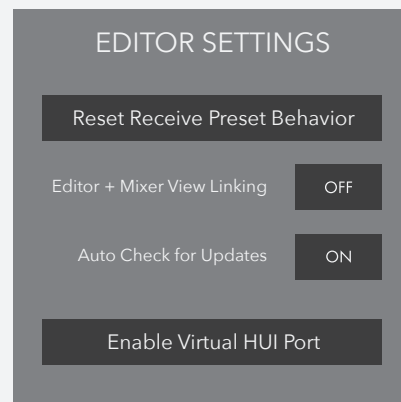 EDITOR SETTINGS
Reset Receive Preset Behavior
Editor + Mixer View Linking OFF
Auto Check for Updates ON
Enable Virtual HUI Port